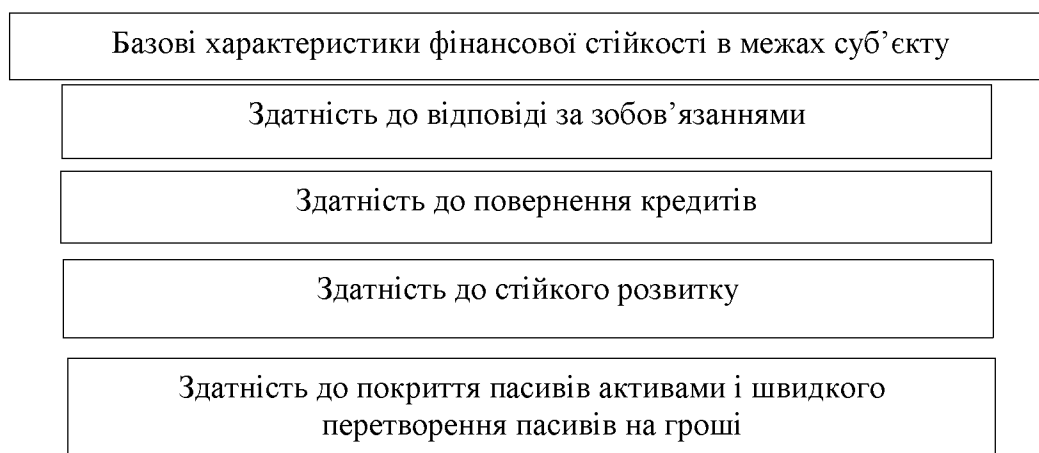 Базові характеристики фінансової стійкості в межах суб’єкту
Здатність до відповіді за зобов’язаннями
Здатність до повернення кредитів
Здатність до стійкого розвитку
Здатність до покриття пасивів активами і швидкого
перетворення пасивів на гроші